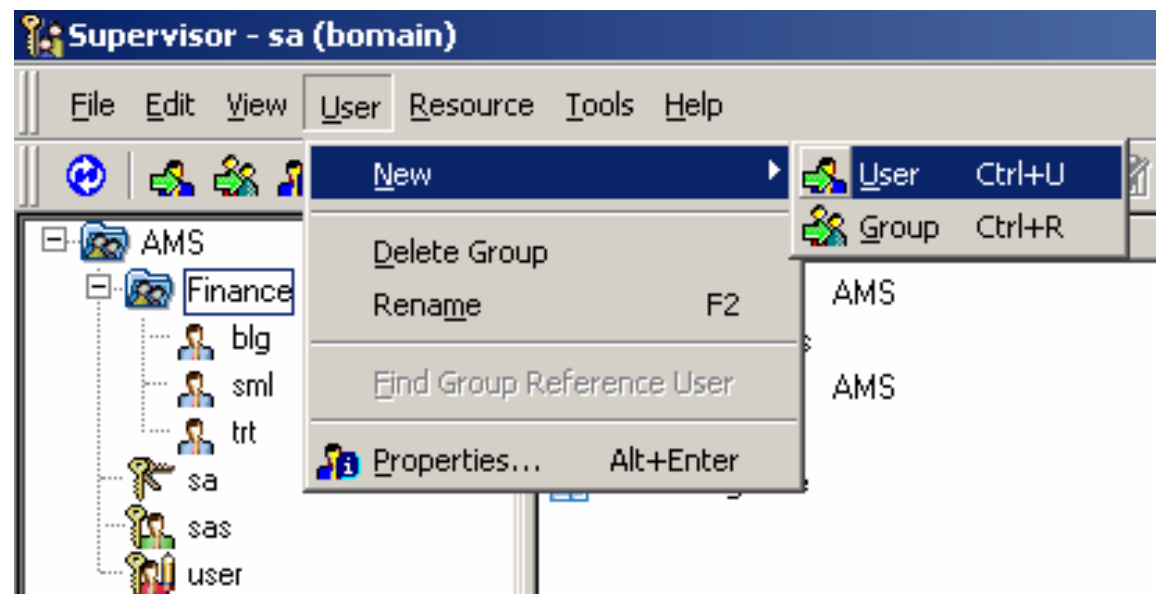 Supervisor - sa (bomain)
File Edit View User Resource Tools Help
New
User Ctrl+U
Group Ctrl+R
Delete Group
Rename F2
Find Group Reference User
Properties... Alt+Enter
AMS
Finance
blg
sml
trt
sa
sas
user
AMS
AMS